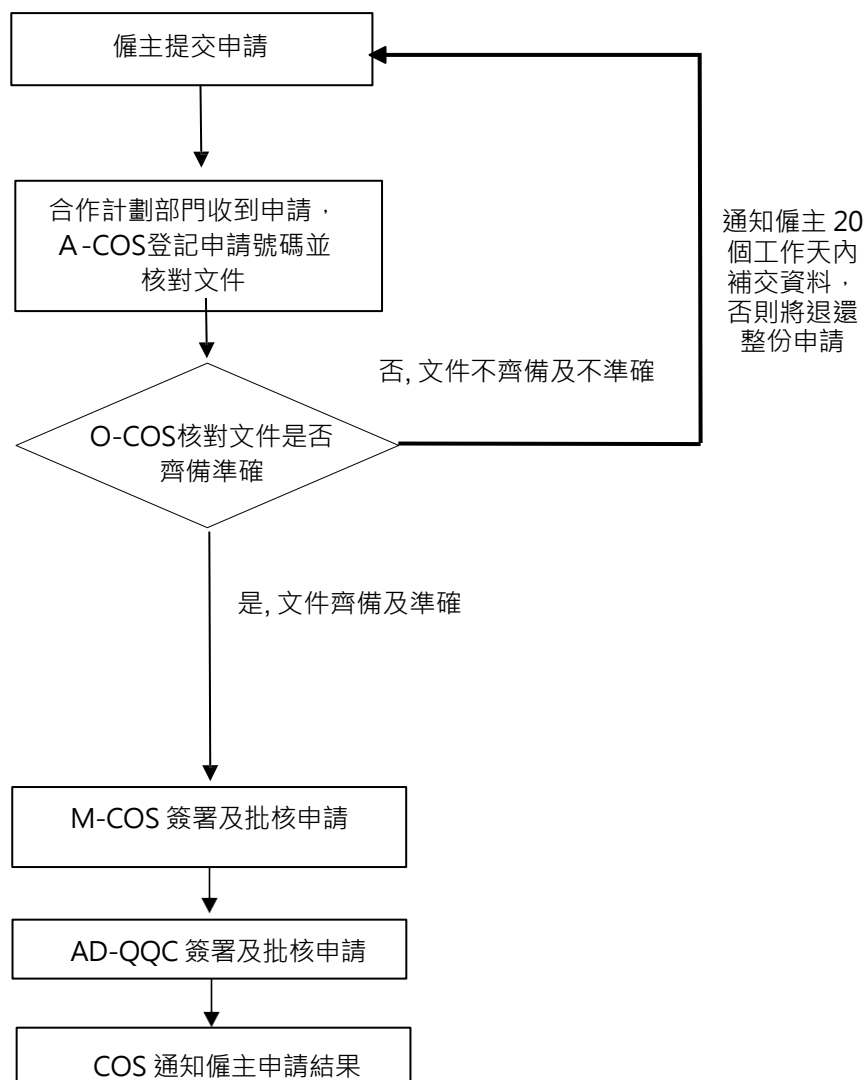 僱主提交申請
合作計劃部門收到申請，
A-COS登記申請號碼並
核對文件
通知僱主 20
個工作天內
補交資料，
否則將退還
整份申請
否, 文件不齊備及不準確
O-COS核對文件是否
齊備準確
是, 文件齊備及準確
M-COS 簽署及批核申請
AD-QQC 簽署及批核申請
COS 通知僱主申請結果